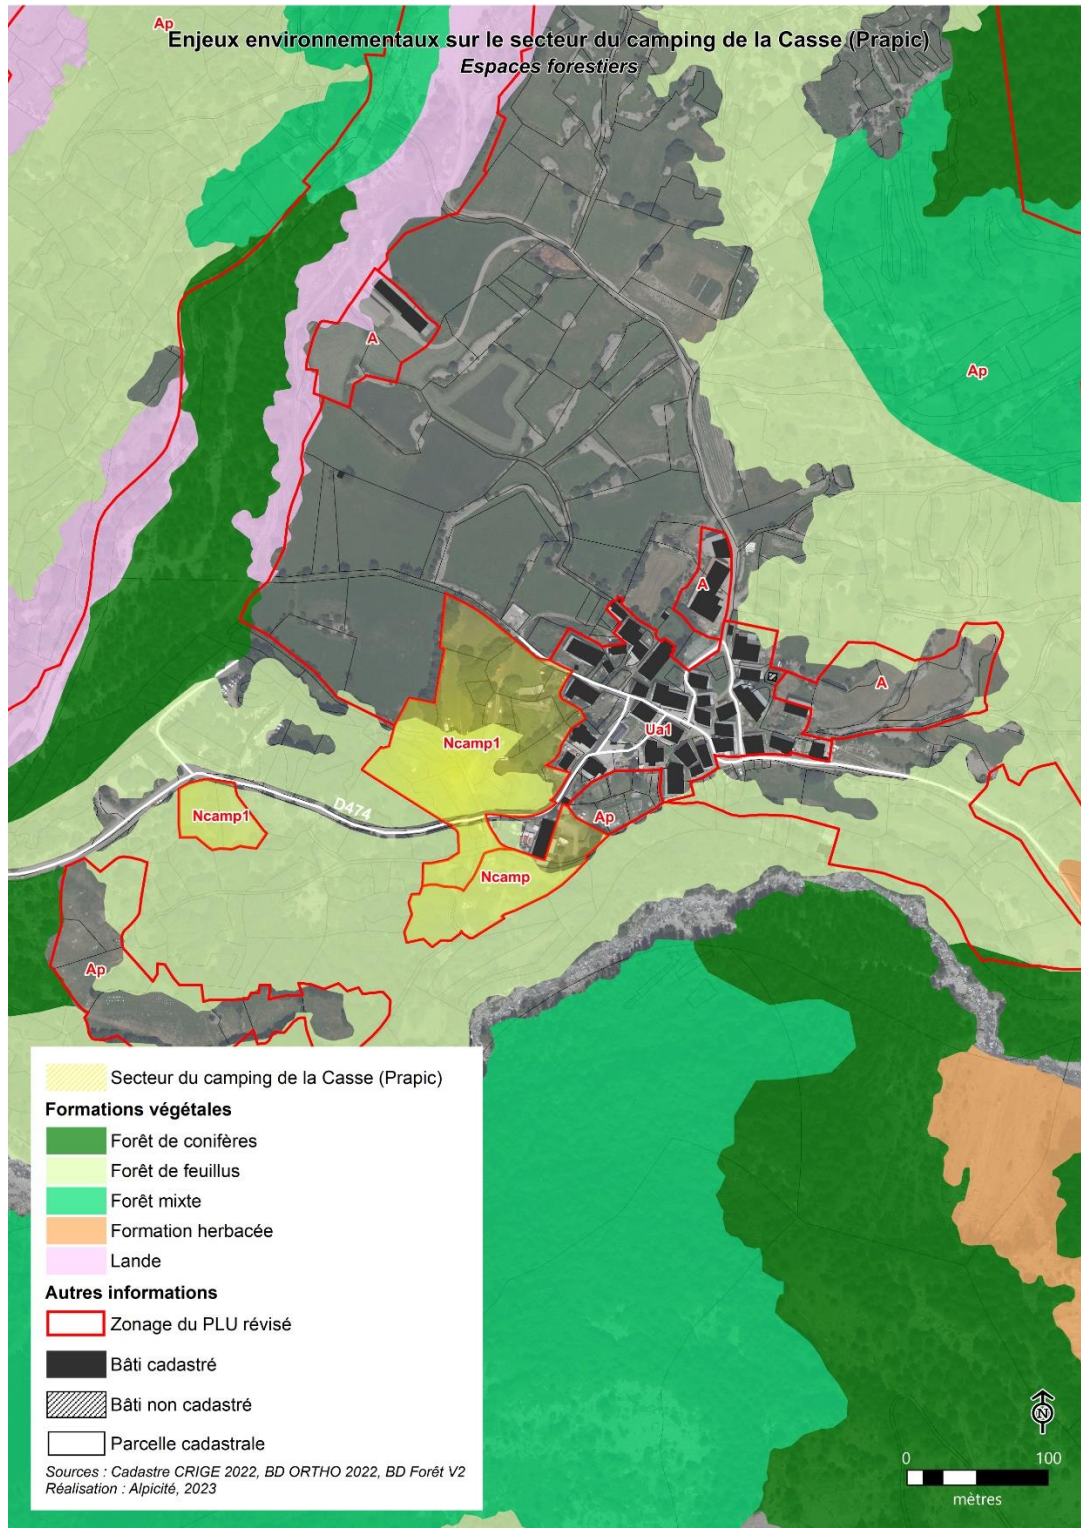 Ap
Enjeux environnementaux sur le secteur du camping de la Casse (Prapic)
Espaces forestiers
A
Ap
A
A
Ua1
Ncamp1
Ncamp1
D474
Ap
Ncamp
Ap
Secteur du camping de la Casse (Prapic)
Formations végétales
Forêt de conifères
Forêt de feuillus
Forêt mixte
Formation herbacée
Lande
Autres informations
Zonage du PLU révisé
Bâti cadastré
Bâti non cadastré
Parcelle cadastrale
Sources : Cadastre CRIGE 2022, BD ORTHO 2022, BD Forêt V2
Réalisation : Alpicité, 2023
N
0 100
mètres